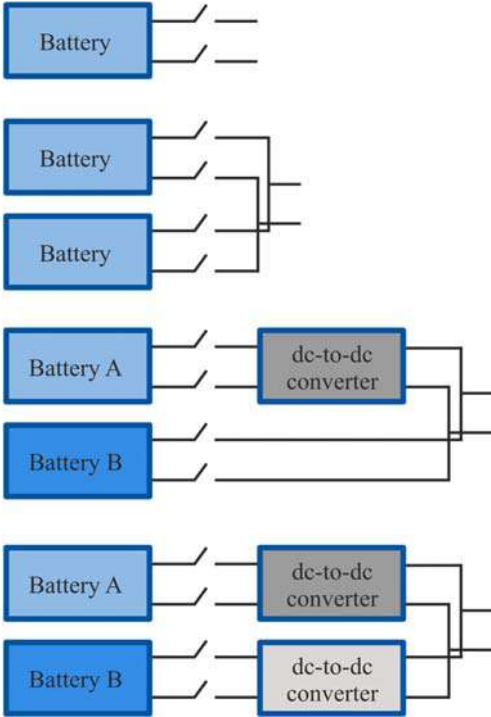 Battery
Battery
Battery
Battery A
dc-to-dc
converter
Battery B
Battery A
dc-to-dc
converter
Battery B
dc-to-dc
converter